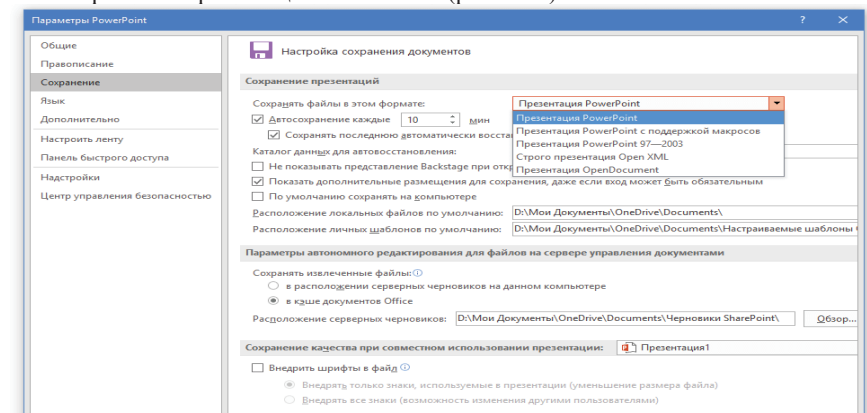 Параметры PowerPoint
Общие
Правописание
Сохранение
Язык
Дополнительно
Настроить ленту
Панель быстрого доступа
Надстройки
Центр управления безопасностью
Настройка сохранения документов
Сохранение презентаций
Сохранять файлы в этом формате: Презентация PowerPoint
Презентация PowerPoint
Презентация PowerPoint с поддержкой макросов
Презентация PowerPoint 97—2003
Строго презентация Open XML
Презентация OpenDocument
Автосохранение каждые 10 мин
Сохранять последнюю автоматически
Каталог данных для автовосстановления:
Не показывать представление Backstage при
Показать дополнительные размещения для сохранения, даже если вход может быть обязательным
По умолчанию сохранять на компьютере
Расположение локальных файлов по умолчанию: D:\Мои Документы\OneDrive\Documents\
Расположение личных шаблонов по умолчанию: D:\Мои Документы\OneDrive\Documents\Настраиваемые шаблоны
Параметры автономного редактирования для файлов на сервере управления документами
Сохранять извлеченные файлы:
в расположении серверных черновиков на данном компьютере
в кэше документов Office
Расположение серверных черновиков: D:\Мои Документы\OneDrive\Documents\Черновики SharePoint\ Обзор...
Сохранение качества при совместном использовании презентации: Презентация1
Внедрить шрифты в файл
Внедрять только знаки, используемые в презентации (уменьшение размера файла)
Внедрять все знаки (возможность изменения другими пользователями)